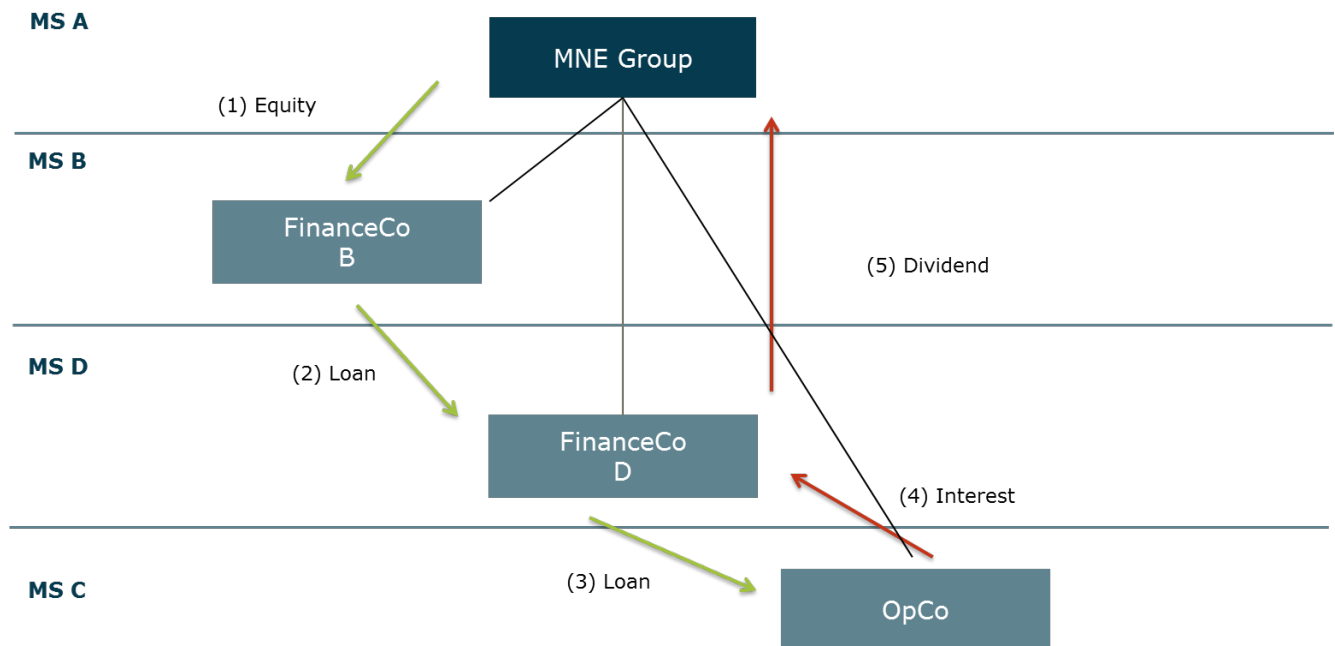 MS A
MNE Group
(1) Equity
MS B
FinanceCo
B
(5) Dividend
MS D
(2) Loan
FinanceCo
D
(4) Interest
(3) Loan
MS C
OpCo